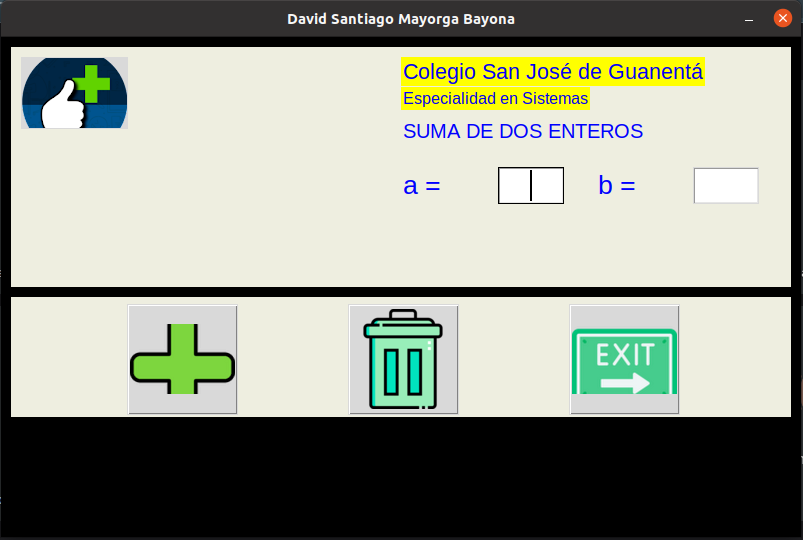 David Santiago Mayorga Bayona
Colegio San José de Guanentá
Especialidad en Sistemas
SUMA DE DOS ENTEROS
a = b =
EXIT